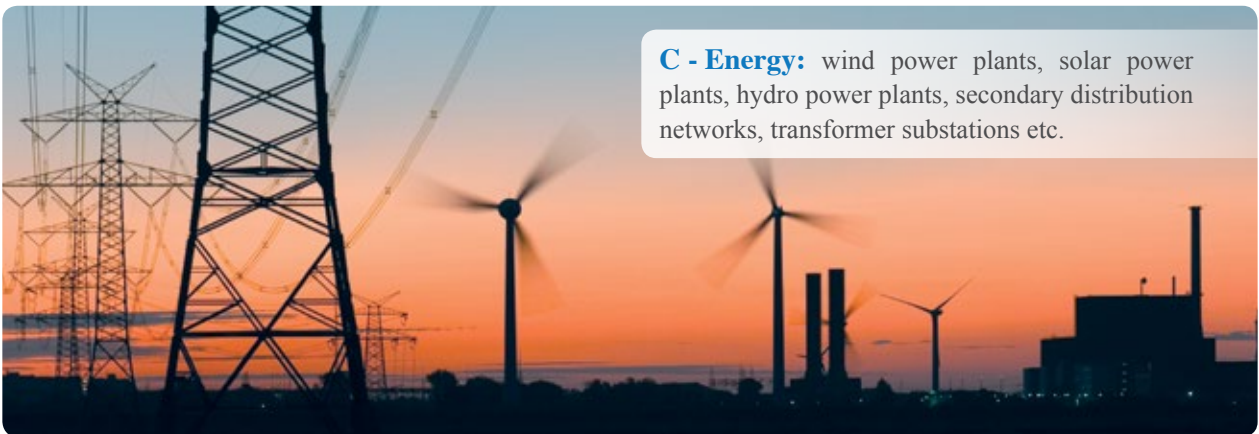 C - Energy: wind power plants, solar power
plants, hydro power plants, secondary distribution
networks, transformer substations etc.